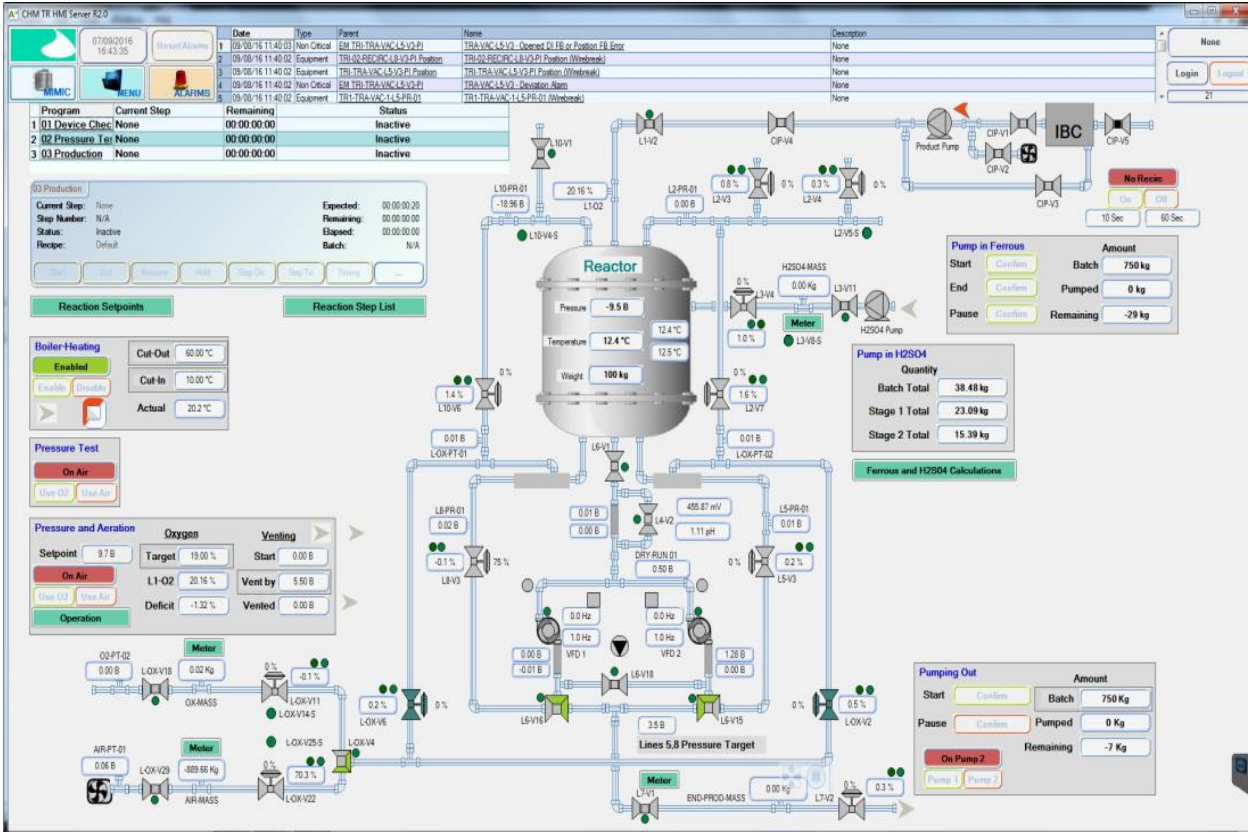 CHM TR HMI Server R2.0
07/09/2016
16:43:35
Reset Alarms
MIMIC
MENU
ALARMS
Date Type Parent Name Description
1 09/08/16 11:40:03 Non Critical EM TRI-TRA-VAC-L5-V3-PI TRA-VAC-L5-V3 - Opened DI FB or Position FB Error None
2 09/08/16 11:40:02 Equipment TRI-02-RECIRC-L8-V3-PI Position TRI-02-RECIRC-L8-V3-PI Position (Wirebreak) None
3 09/08/16 11:40:02 Equipment TRI-TRA-VAC-L5-V3-PI Position TRI-TRA-VAC-L5-V3-PI Position (Wirebreak) None
4 09/08/16 11:40:02 Non Critical EM TRI-TRA-VAC-L5-V3-PI TRA-VAC-L5-V3 - Deviation Alarm None
5 09/08/16 11:40:02 Equipment TR1-TRA-VAC-1-L5-PR-01 TR1-TRA-VAC-1-L5-PR-01 (Wirebreak) None
None
Login Logout
21
Program Current Step Remaining Status
1 01 Device Chec None 00:00:00:00 Inactive
2 02 Pressure Te None 00:00:00:00 Inactive
3 03 Production None 00:00:00:00 Inactive
03 Production
Current Step: None Expected: 00:00:00:20
Step Number: N/A Remaining: 00:00:00:00
Status: Inactive Elapsed: 00:00:00:00
Recipe: Default Batch: N/A
Start Hold Step On Step To Timing ...
Reaction Setpoints
Reaction Step List
L10-V1
L1-V2
CIP-V4
Product Pump
CIP-V1
CIP-V2
IBC
CIP-V5
CIP-V3
No Recirc
On Off
10 Sec 60 Sec
L10-PR-01
-18.96 B
20.16 %
L1-O2
L2-PR-01
0.00 B
0.8 %
L2-V3
0 %
0.3 %
L2-V4
0 %
L10-V4-S
L2-V5-S
Reactor
Pressure -9.5 B
Temperature 12.4 °C
12.4 °C
12.5 °C
Weight 100 kg
0 %
L3-V4
1.0 %
H2SO4-MASS
0.00 Kg
Meter
L3-V8-S
L3-V11
H2SO4 Pump
Pump in Ferrous
Amount
Start Confirm Batch 750 kg
End Confirm Pumped 0 kg
Pause Confirm Remaining -29 kg
Pump in H2SO4
Quantity
Batch Total 38.48 kg
Stage 1 Total 23.09 kg
Stage 2 Total 15.39 kg
Ferrous and H2S04 Calculations
Boiler-Heating
Enabled
Enable Disable
Cut-Out 60.00 °C
Cut-In 10.00 °C
Actual 20.2 °C
0 %
1.4 %
L10-V6
0 %
1.6 %
L2-V7
0.01 B
L-OX-PT-01
0.01 B
L-OX-PT-02
L6-V1
Pressure Test
On Air
Use O2 Use Air
L8-PR-01
0.02 B
0.01 B
0.00 B
L4-V2
455.87 mV
1.11 pH
L5-PR-01
0.01 B
-0.1 %
L8-V3
75 %
DRY-RUN 01
0.50 B
0 %
0.2 %
L5-V3
Pressure and Aeration
Oxygen
Venting
Setpoint 9.7 B
Target 19.00 %
Start 0.00 B
On Air
Use O2 Use Air
L1-O2 20.16 %
Vent by 5.50 B
Operation
Deficit -1.32 %
Vented 0.00 B
0.0 Hz
1.0 Hz
VFD 1
0.0 Hz
1.0 Hz
VFD 2
0.00 B
-0.01 B
1.28 B
0.00 B
L6-V18
L6-V16
L6-V15
3.5 B
Lines 5,8 Pressure Target
O2-PT-02
0.00 B
L-OX-V18
Meter
0.02 Kg
OX-MASS
0 %
-0.1 %
L-OX-V11
L-OX-V14-S
L-OX-V25-S
L-OX-V4
0.2 %
L-OX-V6
0 %
0 %
0.5 %
L-OX-V2
AIR-PT-01
0.06 B
L-OX-V29
Meter
-889.66 Kg
AIR-MASS
0 %
70.3 %
L-OX-V22
Meter
L7-V1
END-PROD-MASS
0.00 Kg
L7-V2
0 %
0.3 %
Pumping Out
Amount
Start Confirm Batch 750 Kg
Pause Confirm Pumped 0 Kg
Remaining -7 Kg
On Pump 2
Pump 1 Pump 2